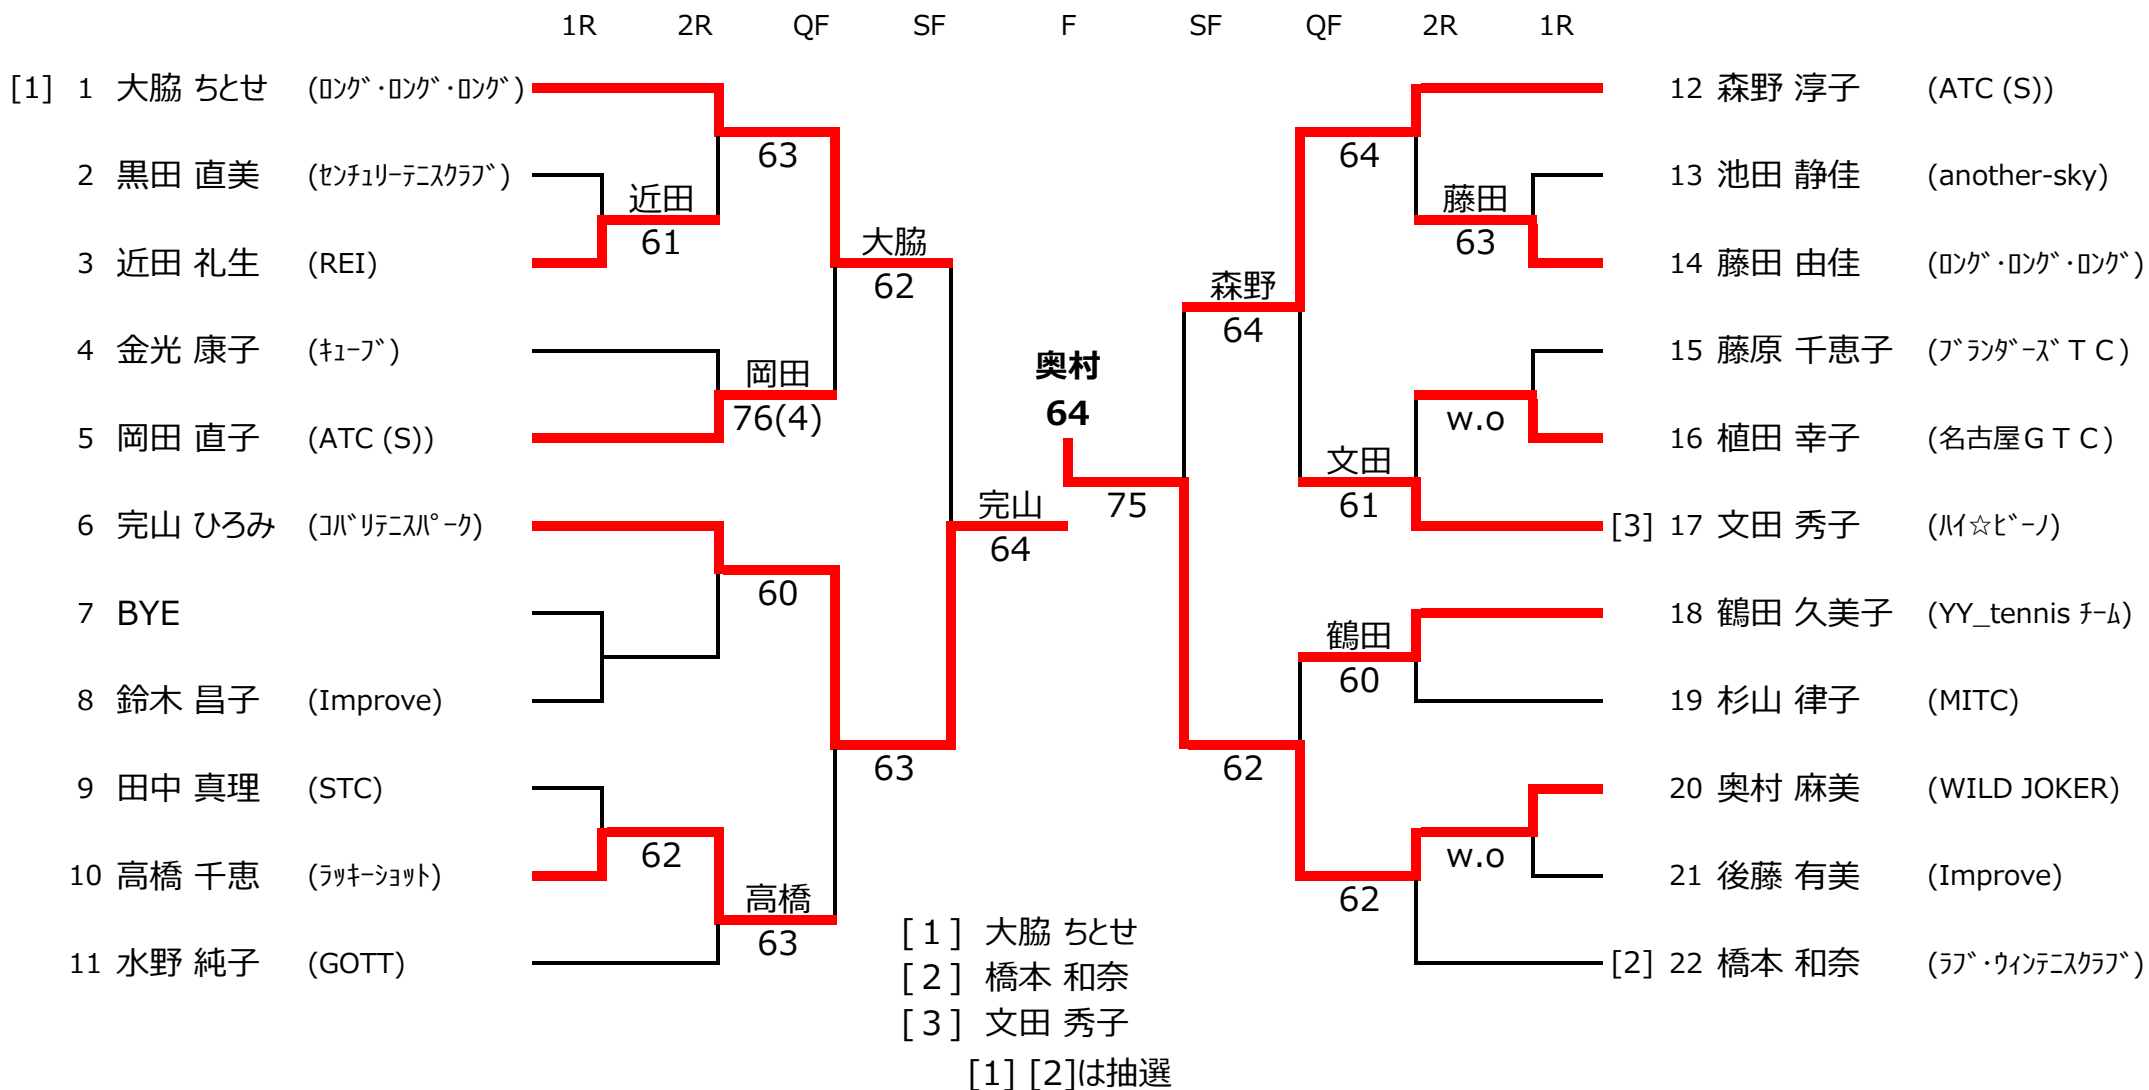 1R 2R QF SF F SF QF 2R 1R
[1] 1 大脇 ちとせ (ﾛﾝｸﾞ･ﾛﾝｸﾞ･ﾛﾝｸﾞ) 12 森野 淳子 (ATC (S))
63 64
2 黒田 直美 (ｾﾝﾁｭﾘｰﾃﾆｽｸﾗﾌﾞ) 13 池田 静佳 (another-sky)
近田 藤田
61 大脇 63
3 近田 礼生 (REI) 14 藤田 由佳 (ﾛﾝｸﾞ･ﾛﾝｸﾞ･ﾛﾝｸﾞ)
62 森野
64
4 金光 康子 (ｷｭｰﾌﾞ) 15 藤原 千恵子 (ﾌﾞﾗﾝﾀﾞｰｽﾞＴＣ)
岡田 奥村
76(4) 64 w.o
5 岡田 直子 (ATC (S)) 16 植田 幸子 (名古屋ＧＴＣ)
文田
完山 75 61
6 完山 ひろみ (ｺﾊﾞﾘﾃﾆｽﾊﾟｰｸ) [3] 17 文田 秀子 (ﾊｲ☆ﾋﾞｰﾉ)
64
60
7 BYE 18 鶴田 久美子 (YY_tennis ﾁｰﾑ)
鶴田
60
8 鈴木 昌子 (Improve) 19 杉山 律子 (MITC)
63 62
9 田中 真理 (STC) 20 奥村 麻美 (WILD JOKER)
62 w.o
10 高橋 千恵 (ﾗｯｷｰｼｮｯﾄ) 21 後藤 有美 (Improve)
高橋 62
63 [1] 大脇 ちとせ
11 水野 純子 (GOTT) [2] 22 橋本 和奈 (ﾗﾌﾞ･ｳｨﾝﾃﾆｽｸﾗﾌﾞ)
[2] 橋本 和奈
[3] 文田 秀子
[1] [2]は抽選